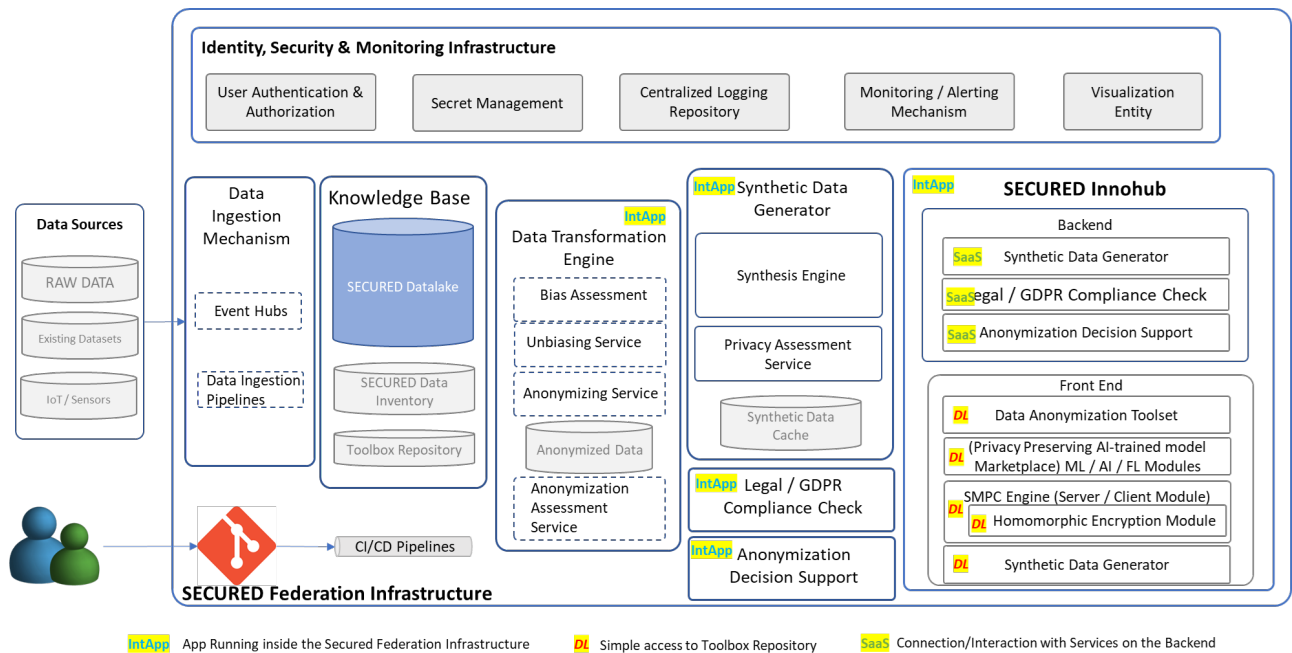 Identity, Security & Monitoring Infrastructure
User Authentication &
Authorization
Secret Management
Centralized Logging
Repository
Monitoring / Alerting
Mechanism
Visualization
Entity
Data Sources
RAW DATA
Existing Datasets
IoT / Sensors
Data
Ingestion
Mechanism
Event Hubs
Data Ingestion
Pipelines
Knowledge Base
SECURED Datalake
SECURED Data
Inventory
Toolbox Repository
IntApp
Data Transformation
Engine
Bias Assessment
Unbiasing Service
Anonymizing Service
Anonymized Data
Anonymization
Assessment
Service
IntApp Synthetic Data
Generator
Synthesis Engine
Privacy Assessment
Service
Synthetic Data
Cache
IntApp Legal / GDPR
Compliance Check
IntApp Anonymization
Decision Support
IntApp SECURED Innohub
Backend
SaaS Synthetic Data Generator
SaaS egal / GDPR Compliance Check
SaaS Anonymization Decision Support
Front End
DL Data Anonymization Toolset
DL (Privacy Preserving AI-trained model
Marketplace) ML / AI / FL Modules
DL SMPC Engine (Server / Client Module)
DL Homomorphic Encryption Module
DL Synthetic Data Generator
CI/CD Pipelines
SECURED Federation Infrastructure
IntApp App Running inside the Secured Federation Infrastructure
DL Simple access to Toolbox Repository
SaaS Connection/Interaction with Services on the Backend